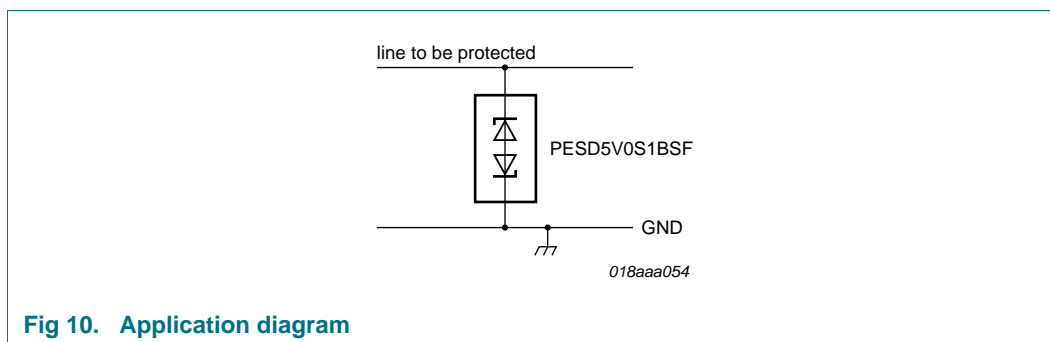 line to be protected
PESD5V0S1BSF
GND
018aaa054
Fig 10. Application diagram